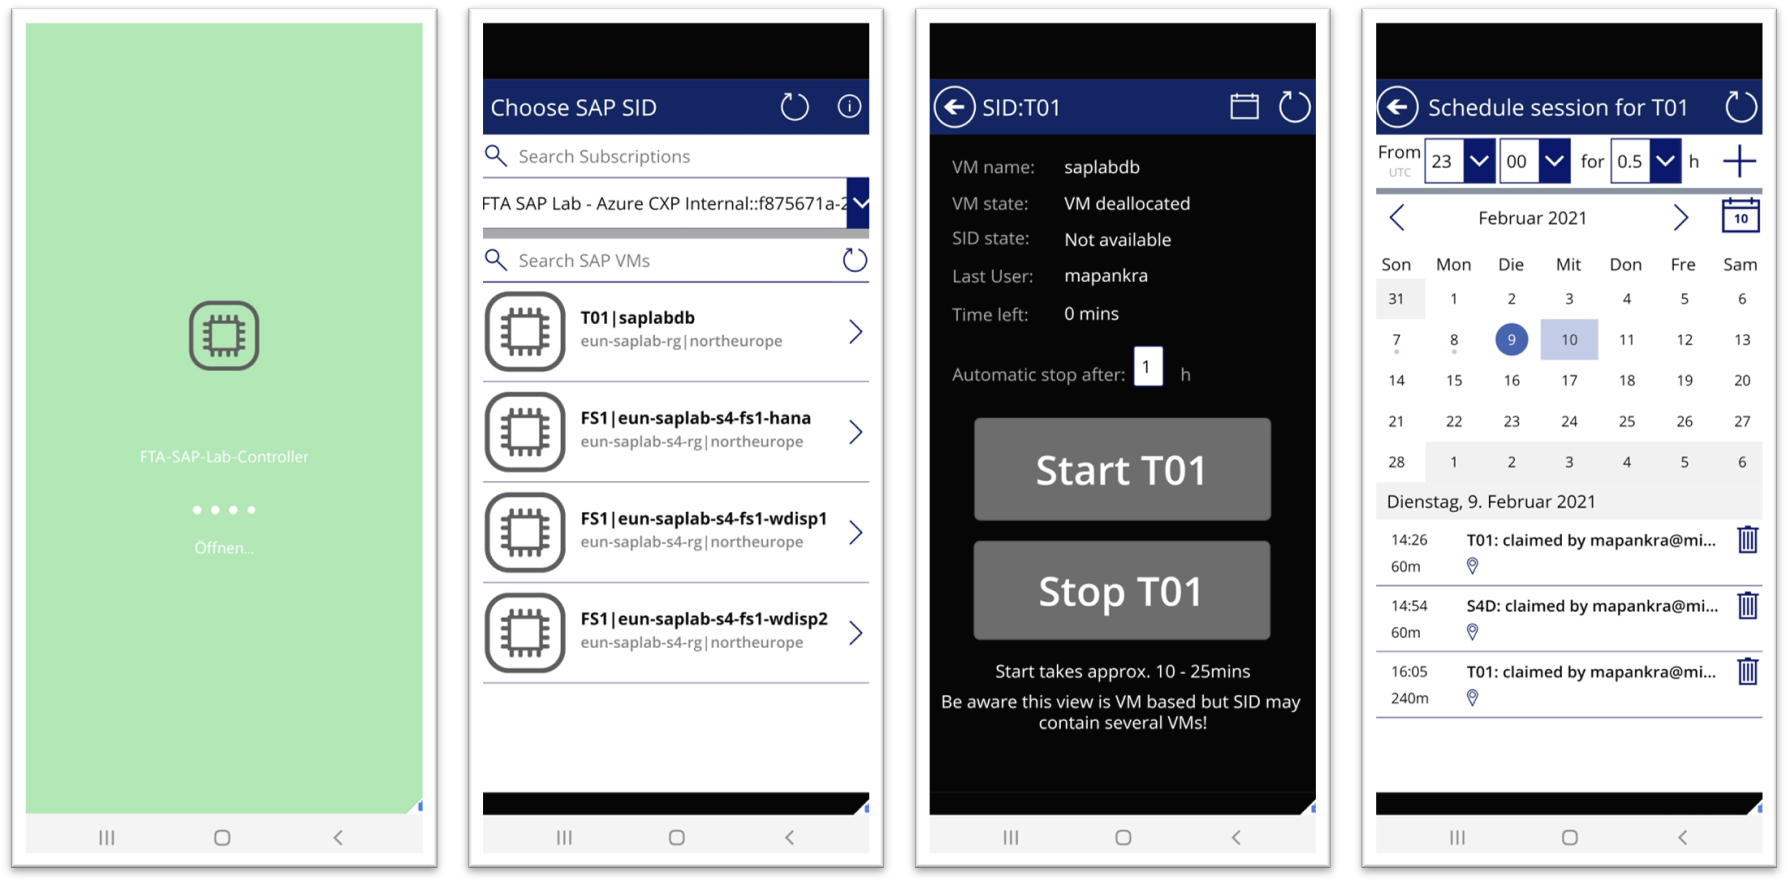 FTA-SAP-Lab-Controller
Öffnen...
Choose SAP SID
Search Subscriptions
FTA SAP Lab - Azure CXP Internal::f875671a-2
Search SAP VMs
T01|saplabdb
eun-saplab-rg|northeurope
FS1|eun-saplab-s4-fs1-hana
eun-saplab-s4-rg|northeurope
FS1|eun-saplab-s4-fs1-wdisp1
eun-saplab-s4-rg|northeurope
FS1|eun-saplab-s4-fs1-wdisp2
eun-saplab-s4-rg|northeurope
SID:T01
VM name: saplabdb
VM state: VM deallocated
SID state: Not available
Last User: mapankra
Time left: 0 mins
Automatic stop after: 1 h
Start T01
Stop T01
Start takes approx. 10 - 25mins
Be aware this view is VM based but SID may
contain several VMs!
Schedule session for T01
From 23 00 for 0.5 h
UTC
Februar 2021 10
Son Mon Die Mit Don Fre Sam
31 1 2 3 4 5 6
7 8 9 10 11 12 13
14 15 16 17 18 19 20
21 22 23 24 25 26 27
28 1 2 3 4 5 6
Dienstag, 9. Februar 2021
14:26 T01: claimed by mapankra@mi...
60m
14:54 S4D: claimed by mapankra@mi...
60m
16:05 T01: claimed by mapankra@mi...
240m